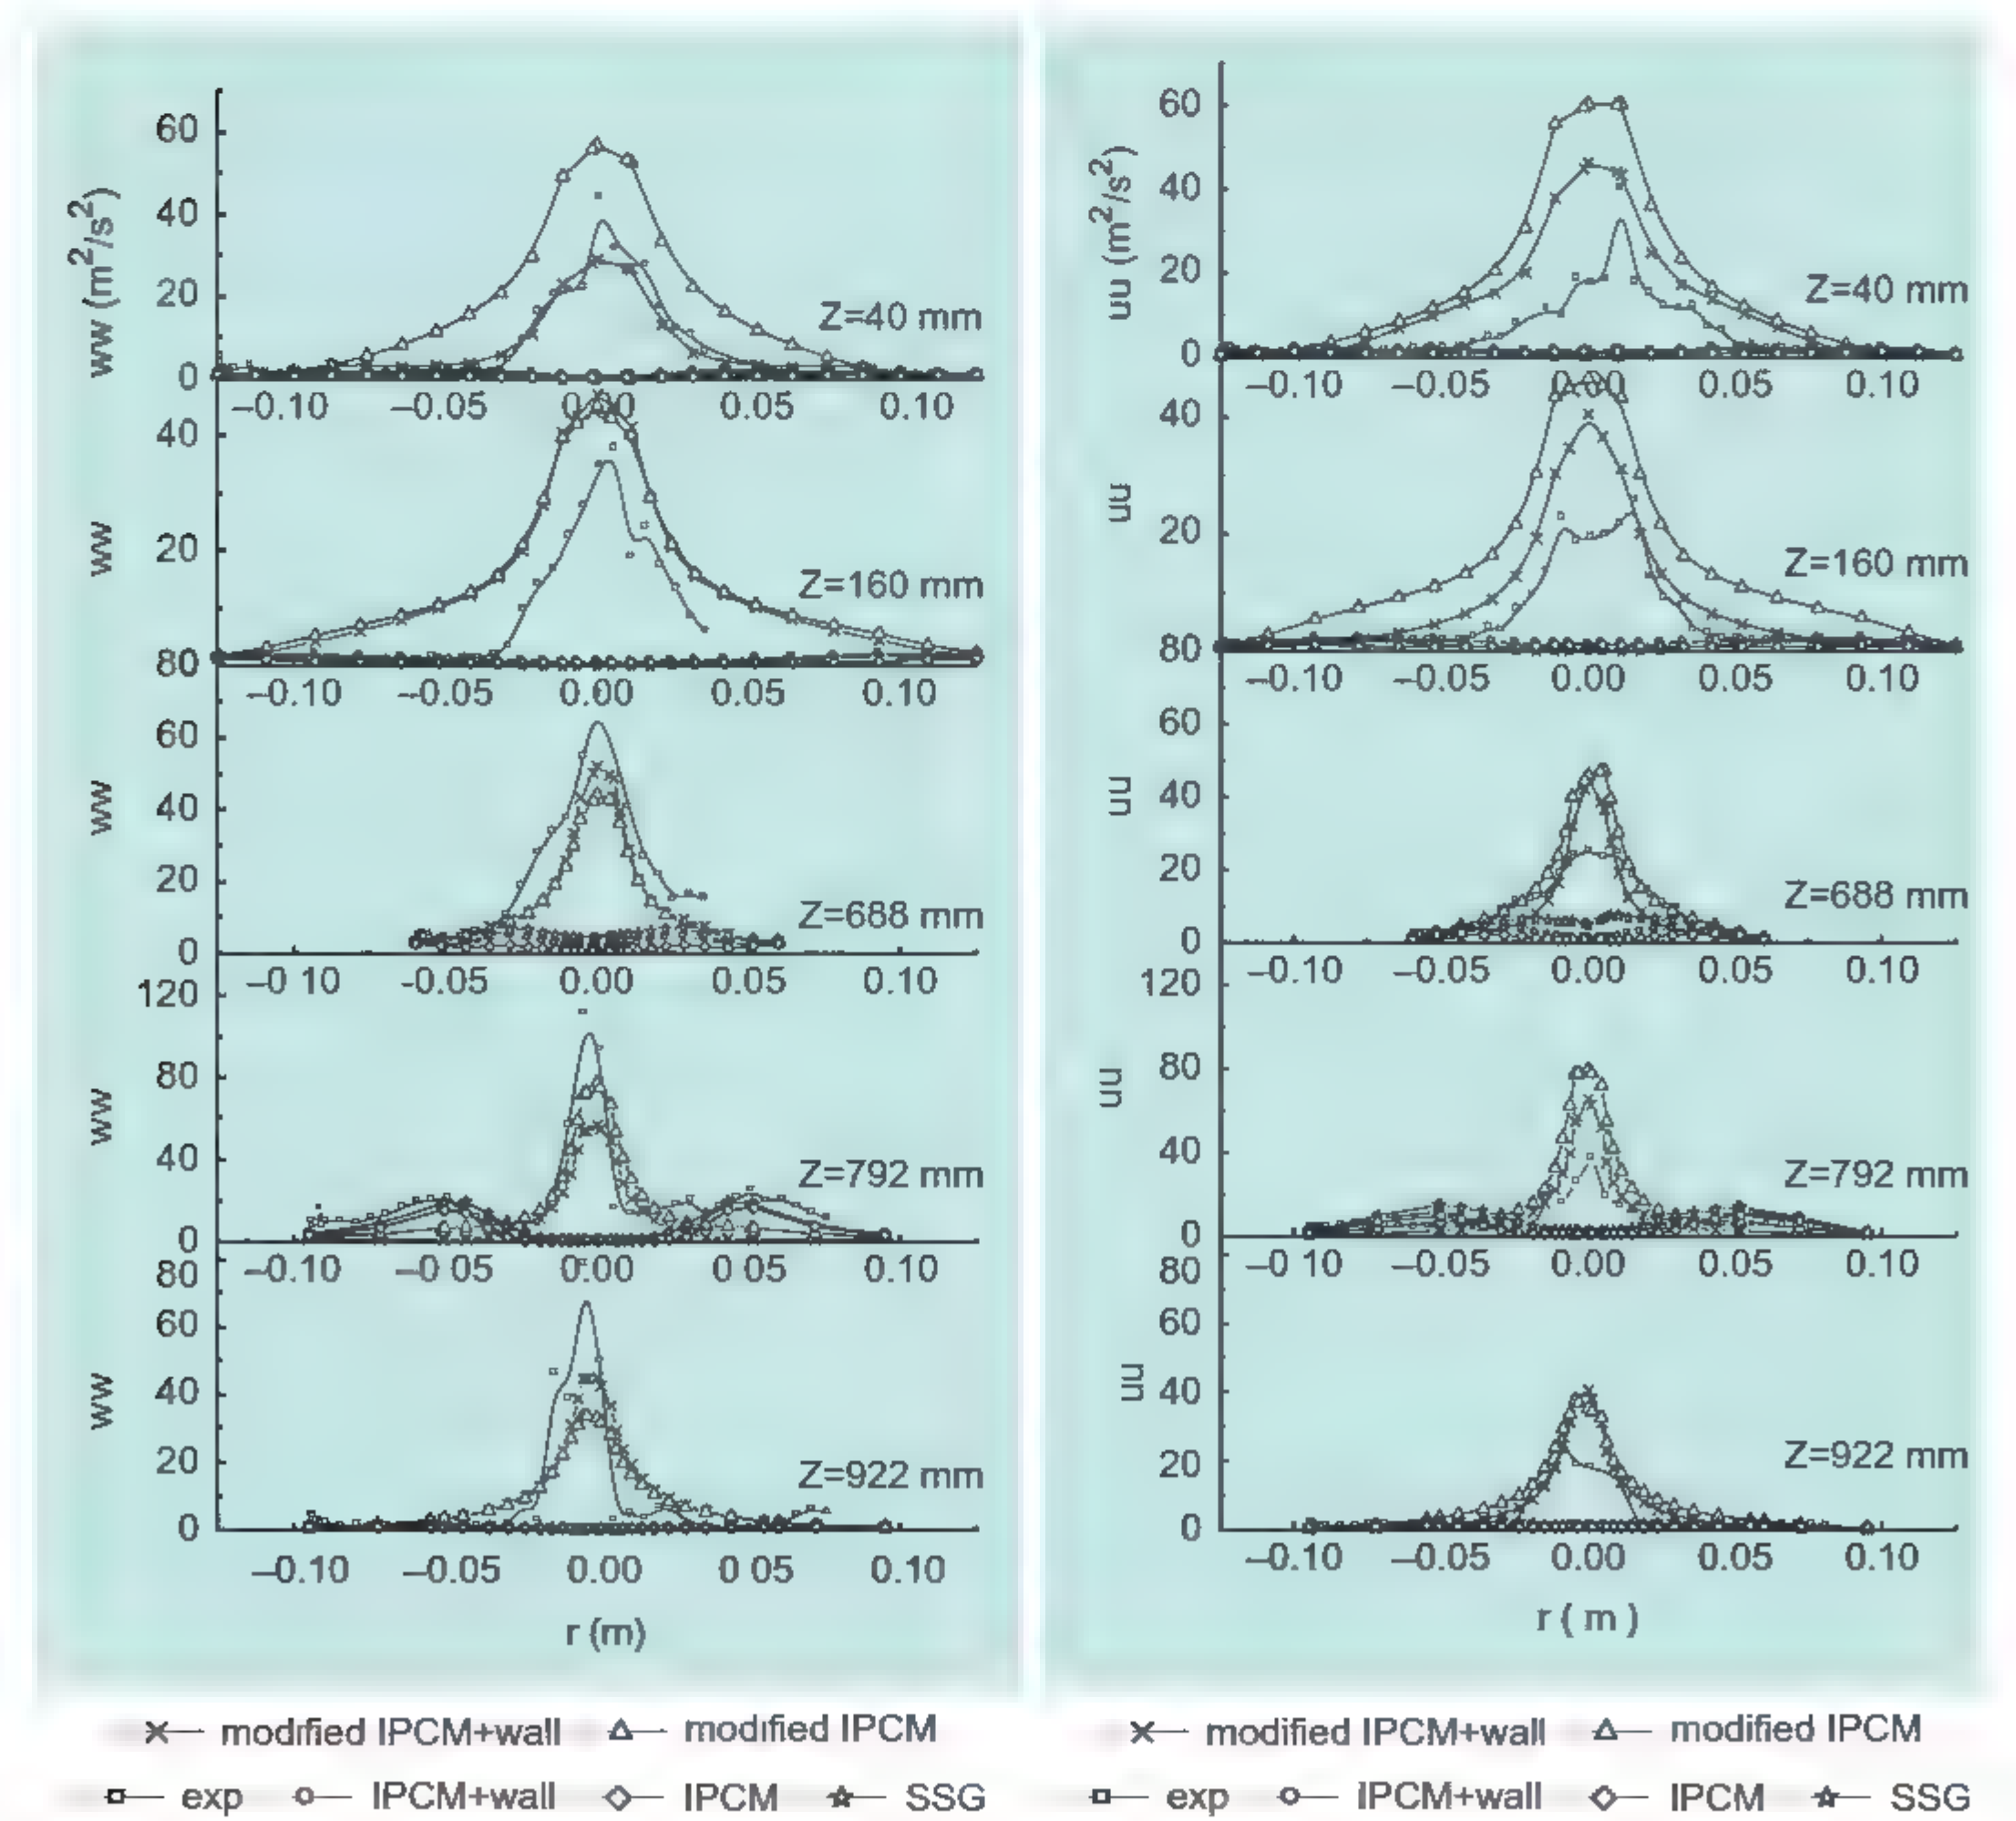 ww (m2/s2)
60
40
20
0
Z=40 mm
–0.10 –0.05 0.00 0.05 0.10
ww
40
20
80
Z=160 mm
–0.10 –0.05 0.00 0.05 0.10
ww
60
40
20
0
Z=688 mm
–0 10 -0.05 0.00 0.05 0.10
ww
120
80
40
0
Z=792 mm
–0.10 –0 05 0.00 0 05 0.10
ww
80
60
40
20
0
Z=922 mm
–0.10 –0.05 0.00 0 05 0.10
r (m)
modified IPCM+wall modified IPCM
exp IPCM+wall IPCM SSG
uu (m2/s2)
60
40
20
0
Z=40 mm
–0.10 –0.05 0.00 0.05 0.10
uu
40
20
80
Z=160 mm
–0.10 –0.05 0.00 0.05 0.10
uu
60
40
20
0
Z=688 mm
–0.10 –0.05 0.00 0.05 0.10
uu
120
80
40
0
Z=792 mm
–0 10 –0.05 0.00 0.05 0.10
uu
80
60
40
20
0
Z=922 mm
–0.10 –0.05 0.00 0.05 0.10
r ( m )
modified IPCM+wall modified IPCM
exp IPCM+wall IPCM SSG